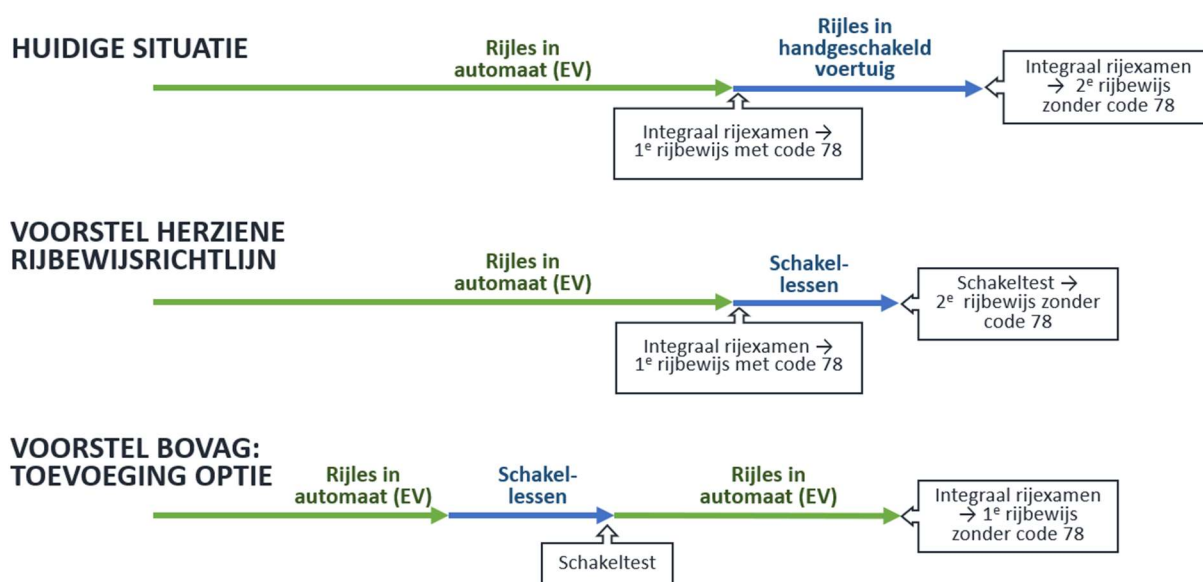 HUIDIGE SITUATIE
Rijles in
automaat (EV)
Rijles in
handgeschakeld
voertuig
Integraal rijexamen
→ 2e rijbewijs
zonder code 78
Integraal rijexamen →
1e rijbewijs met code 78
VOORSTEL HERZIENE
RIJBEWIJSRICHTLIJN
Rijles in
automaat (EV)
Schakel-
lessen
Schakeltest →
2e rijbewijs zonder
code 78
Integraal rijexamen →
1e rijbewijs met code 78
VOORSTEL BOVAG:
TOEVOEGING OPTIE
Rijles in
automaat (EV)
Schakel-
lessen
Rijles in
automaat (EV)
Integraal rijexamen
→ 1e rijbewijs
zonder code 78
Schakeltest